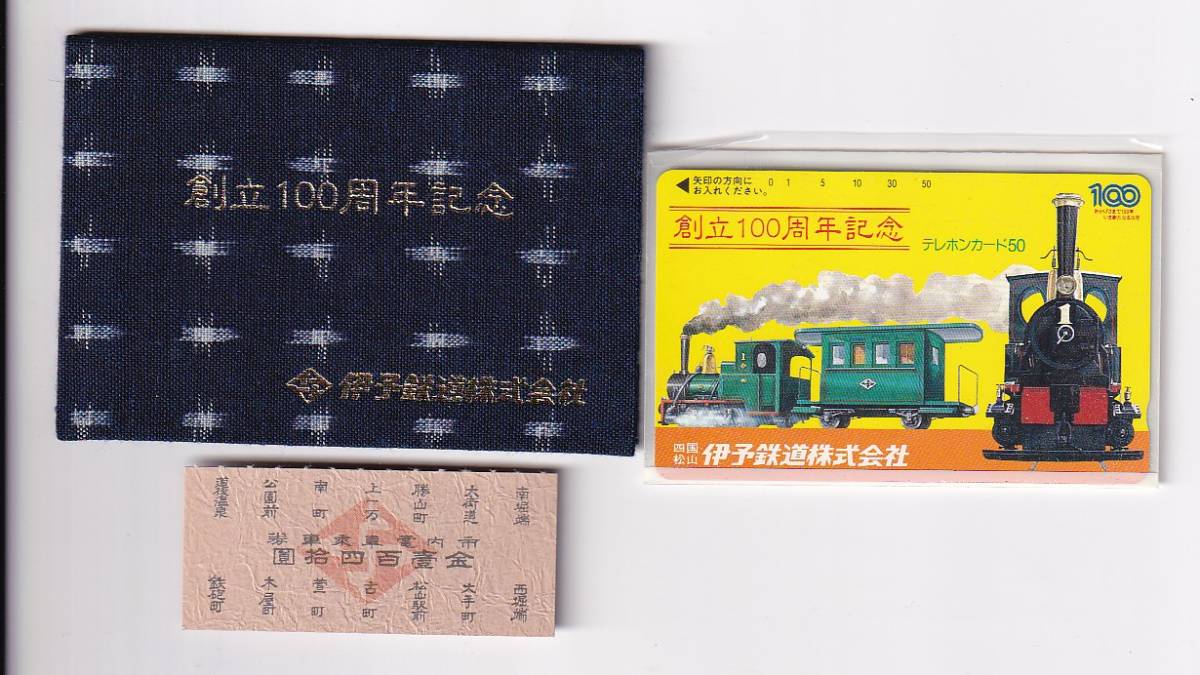 創立100周年記念
伊予鉄道株式会社
矢印の方向に
お入れください。
0 1 5 10 30 50
100
創立100周年記念
テレホンカード50
1
四国
松山
伊予鉄道株式会社
南堀端
大街道
勝山町
上一万
南町
公園前
道後温泉
市内電車乗車券
金壹百四拾圓
西堀端
大手町
松山駅前
古町
萱町
木屋町
鉄砲町